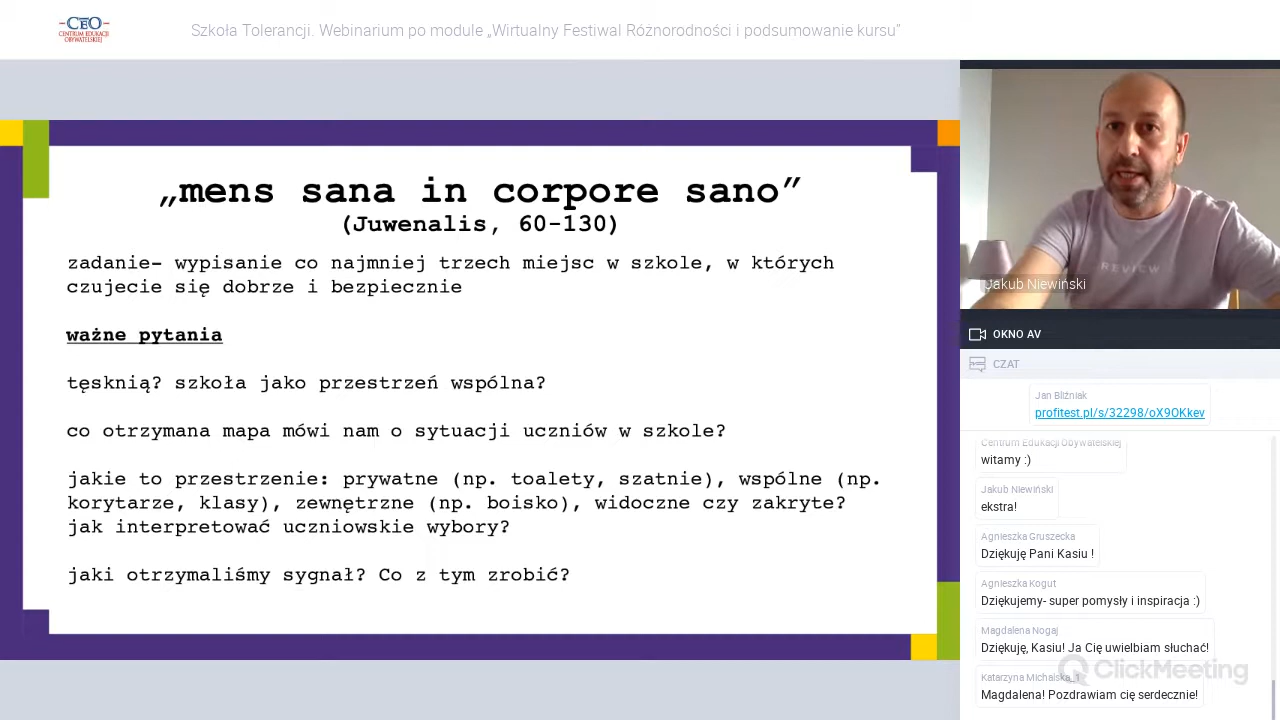 CEO
CENTRUM EDUKACJI
OBYWATELSKIEJ
Szkoła Tolerancji. Webinarium po module „Wirtualny Festiwal Różnorodności i podsumowanie kursu”
„mens sana in corpore sano”
(Juwenalis, 60-130)
zadanie- wypisanie co najmniej trzech miejsc w szkole, w których
czujecie się dobrze i bezpiecznie
ważne pytania
tęsknią? szkoła jako przestrzeń wspólna?
co otrzymana mapa mówi nam o sytuacji uczniów w szkole?
jakie to przestrzenie: prywatne (np. toalety, szatnie), wspólne (np.
korytarze, klasy), zewnętrzne (np. boisko), widoczne czy zakryte?
jak interpretować uczniowskie wybory?
jaki otrzymaliśmy sygnał? Co z tym zrobić?
REVIEW
Jakub Niewiński
OKNO AV
CZAT
Jan Bliźniak
profitest.pl/s/32298/oX9OKkev
Centrum Edukacji Obywatelskiej
witamy :)
Jakub Niewiński
ekstra!
Agnieszka Gruszecka
Dziękuję Pani Kasiu !
Agnieszka Kogut
Dziękujemy- super pomysły i inspiracja :)
Magdalena Nogaj
Dziękuję, Kasiu! Ja Cię uwielbiam słuchać!
ClickMeeting
Katarzyna Michalska_1
Magdalena! Pozdrawiam cię serdecznie!